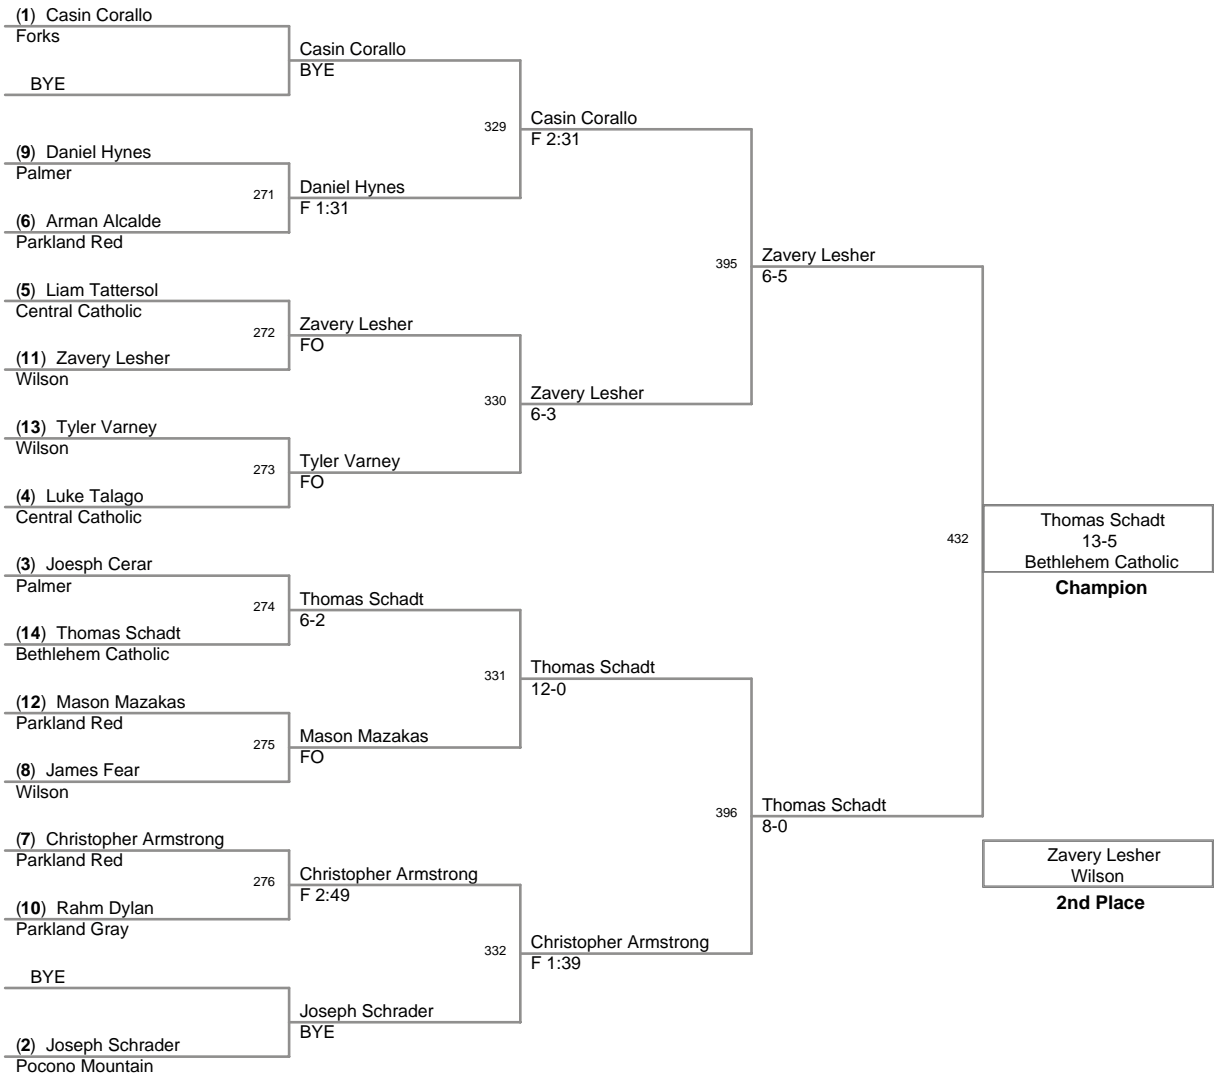 (1) Casin Corallo
Forks
BYE
(9) Daniel Hynes
Palmer
(6) Arman Alcalde
Parkland Red
(5) Liam Tattersol
Central Catholic
(11) Zavery Lesher
Wilson
(13) Tyler Varney
Wilson
(4) Luke Talago
Central Catholic
(3) Joesph Cerar
Palmer
(14) Thomas Schadt
Bethlehem Catholic
(12) Mason Mazakas
Parkland Red
(8) James Fear
Wilson
(7) Christopher Armstrong
Parkland Red
(10) Rahm Dylan
Parkland Gray
BYE
(2) Joseph Schrader
Pocono Mountain
Casin Corallo
BYE
271
Daniel Hynes
F 1:31
272
Zavery Lesher
FO
273
Tyler Varney
FO
274
Thomas Schadt
6-2
275
Mason Mazakas
FO
276
Christopher Armstrong
F 2:49
Joseph Schrader
BYE
329
Casin Corallo
F 2:31
330
Zavery Lesher
6-3
331
Thomas Schadt
12-0
332
Christopher Armstrong
F 1:39
395
Zavery Lesher
6-5
396
Thomas Schadt
8-0
432
Thomas Schadt
13-5
Bethlehem Catholic
Champion
Zavery Lesher
Wilson
2nd Place